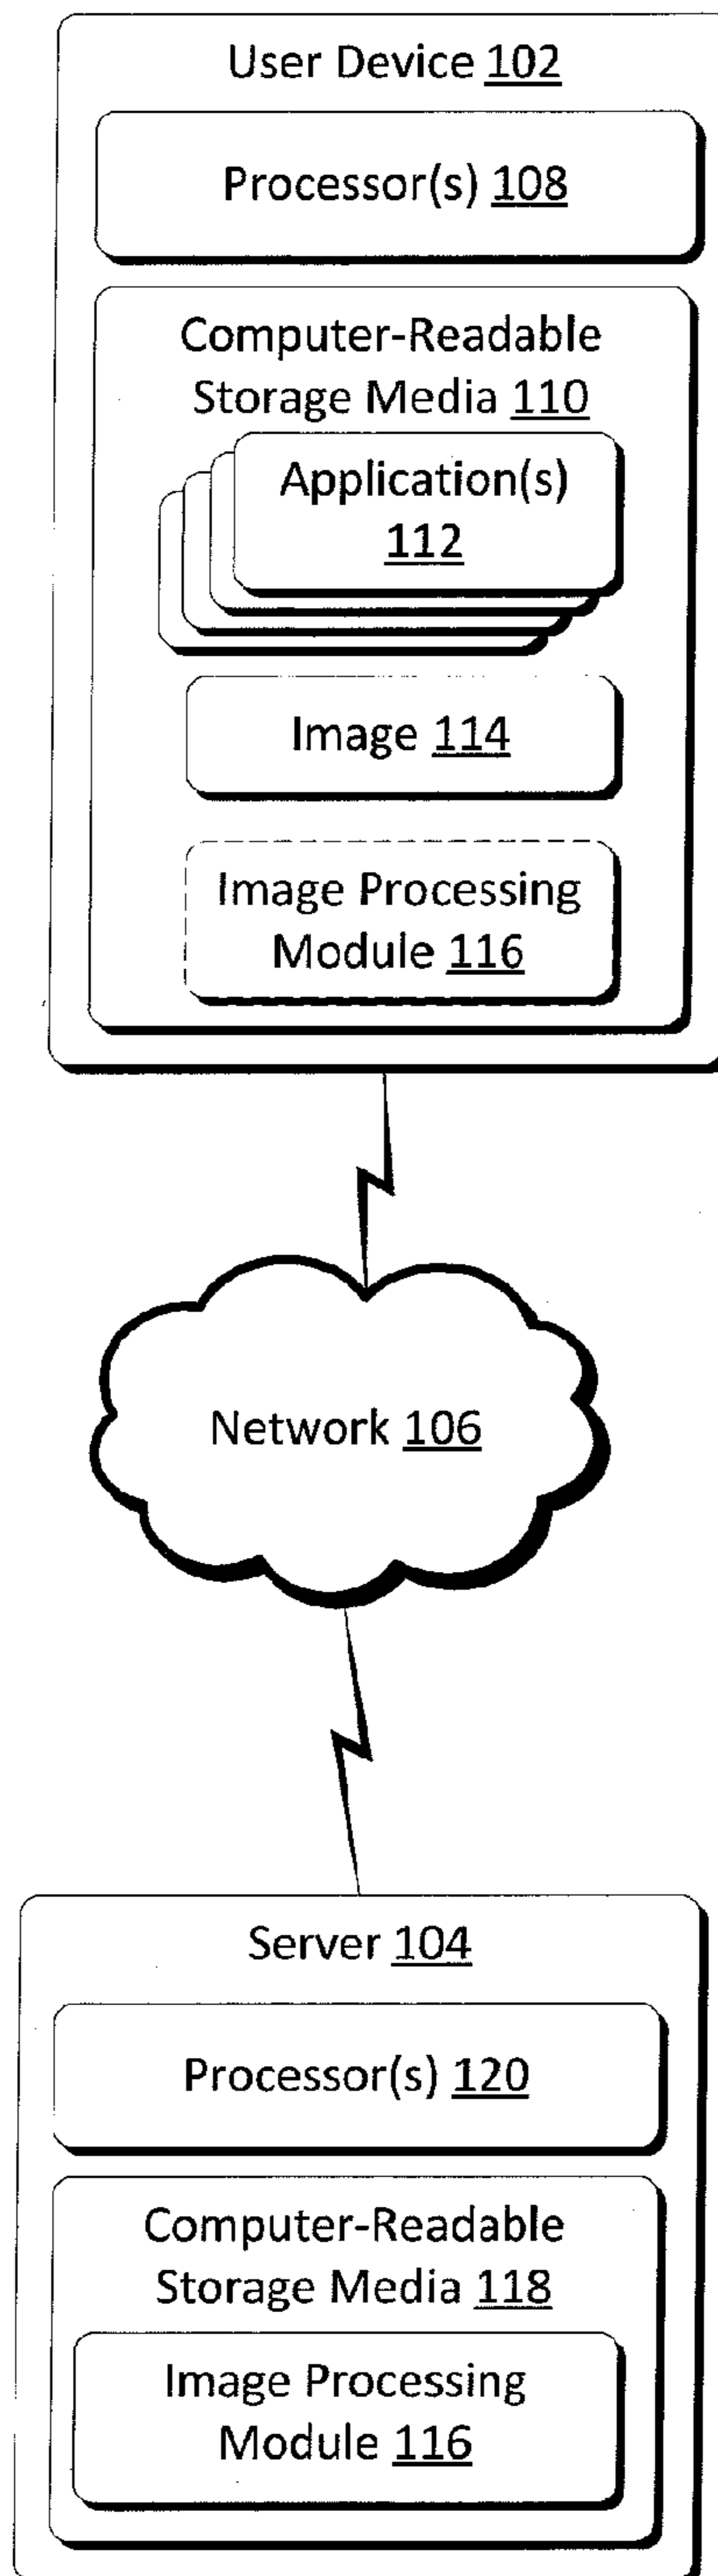 User Device 102
Processor(s) 108
Computer-Readable
Storage Media 110
Application(s)
112
Image 114
Image Processing
Module 116
Network 106
Server 104
Processor(s) 120
Computer-Readable
Storage Media 118
Image Processing
Module 116